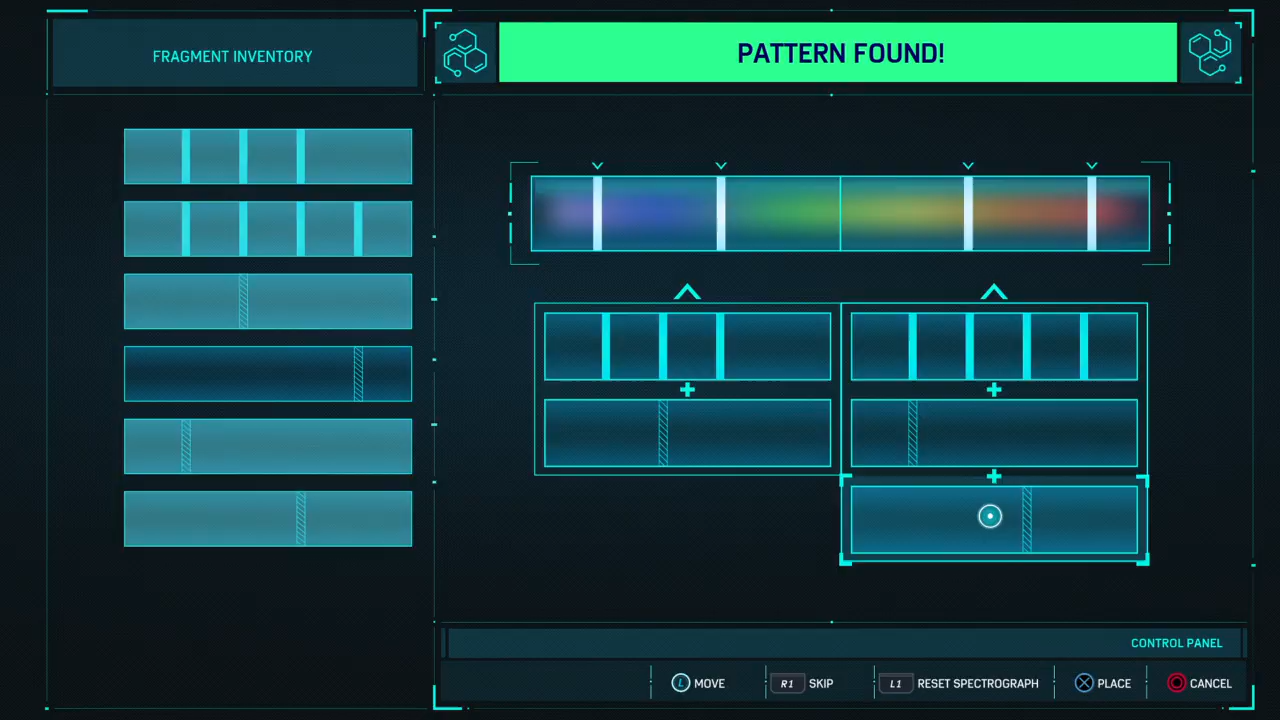 FRAGMENT INVENTORY
PATTERN FOUND!
CONTROL PANEL
L MOVE
R1 SKIP
L1 RESET SPECTROGRAPH
PLACE
CANCEL